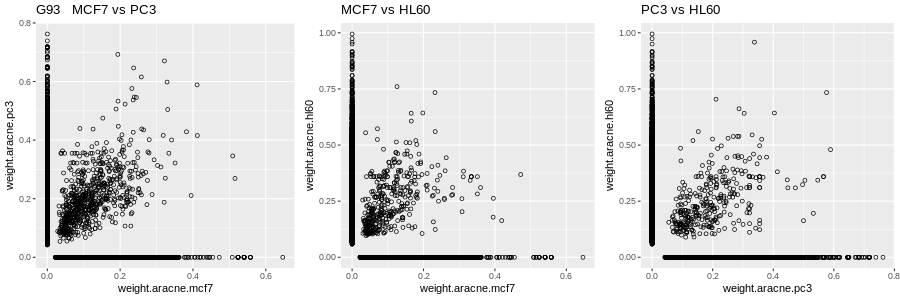 G93 MCF7 vs PC3
0.8
0.6
0.4
0.2
0.0
weight.aracne.pc3
0.0 0.2 0.4 0.6
weight.aracne.mcf7
MCF7 vs HL60
1.00
0.75
0.50
0.25
0.00
weight.aracne.hl60
0.0 0.2 0.4 0.6
weight.aracne.mcf7
PC3 vs HL60
1.00
0.75
0.50
0.25
0.00
weight.aracne.hl60
0.0 0.2 0.4 0.6 0.8
weight.aracne.pc3